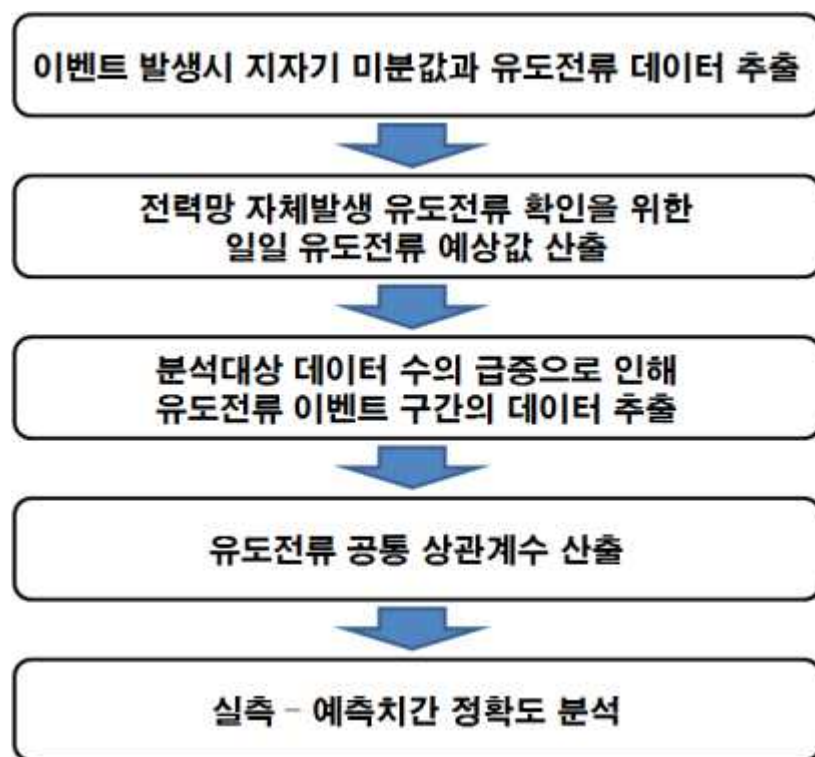 이벤트 발생시 지자기 미분값과 유도전류 데이터 추출
전력망 자체발생 유도전류 확인을 위한
일일 유도전류 예상값 산출
분석대상 데이터 수의 급증으로 인해
유도전류 이벤트 구간의 데이터 추출
유도전류 공통 상관계수 산출
실측 - 예측치간 정확도 분석